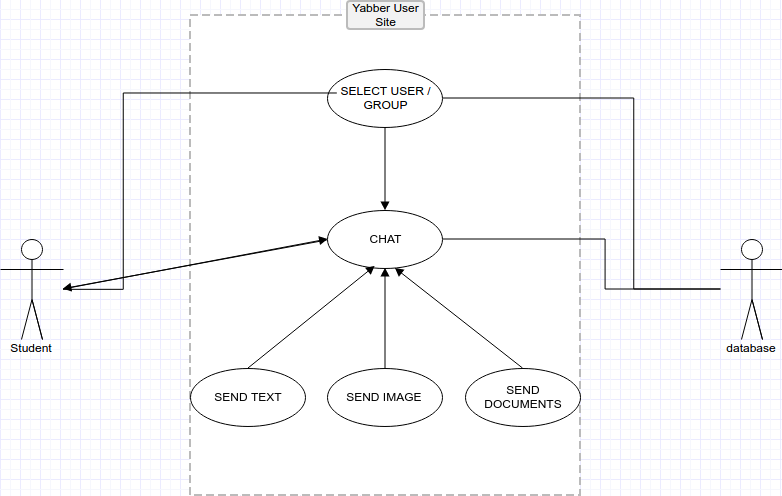 Yabber User
Site
SELECT USER /
GROUP
CHAT
Student
database
SEND TEXT
SEND IMAGE
SEND
DOCUMENTS